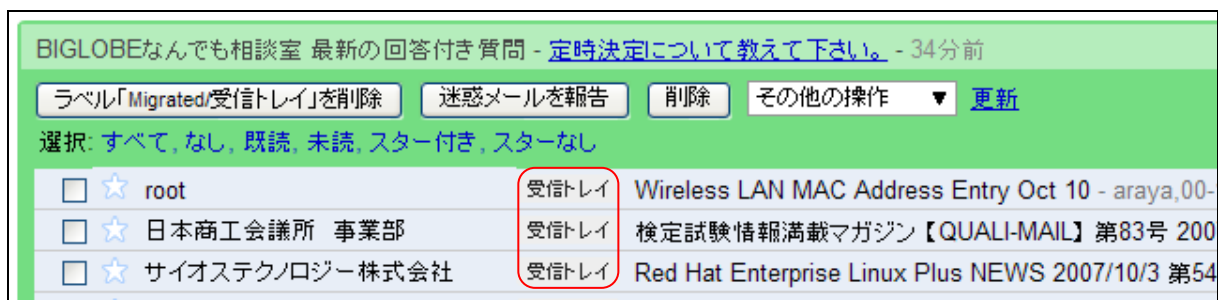 BIGLOBEなんでも相談室 最新の回答付き質問 - 定時決定について教えて下さい。 - 34分前
ラベル「Migrated/受信トレイ」を削除 迷惑メールを報告 削除 その他の操作 ▼ 更新
選択: すべて, なし, 既読, 未読, スター付き, スターなし
root 受信トレイ Wireless LAN MAC Address Entry Oct 10 - araya,00-
日本商工会議所 事業部 受信トレイ 検定試験情報満載マガジン【QUALI-MAIL】第83号 200
サイオステクノロジー株式会社 受信トレイ Red Hat Enterprise Linux Plus NEWS 2007/10/3 第54